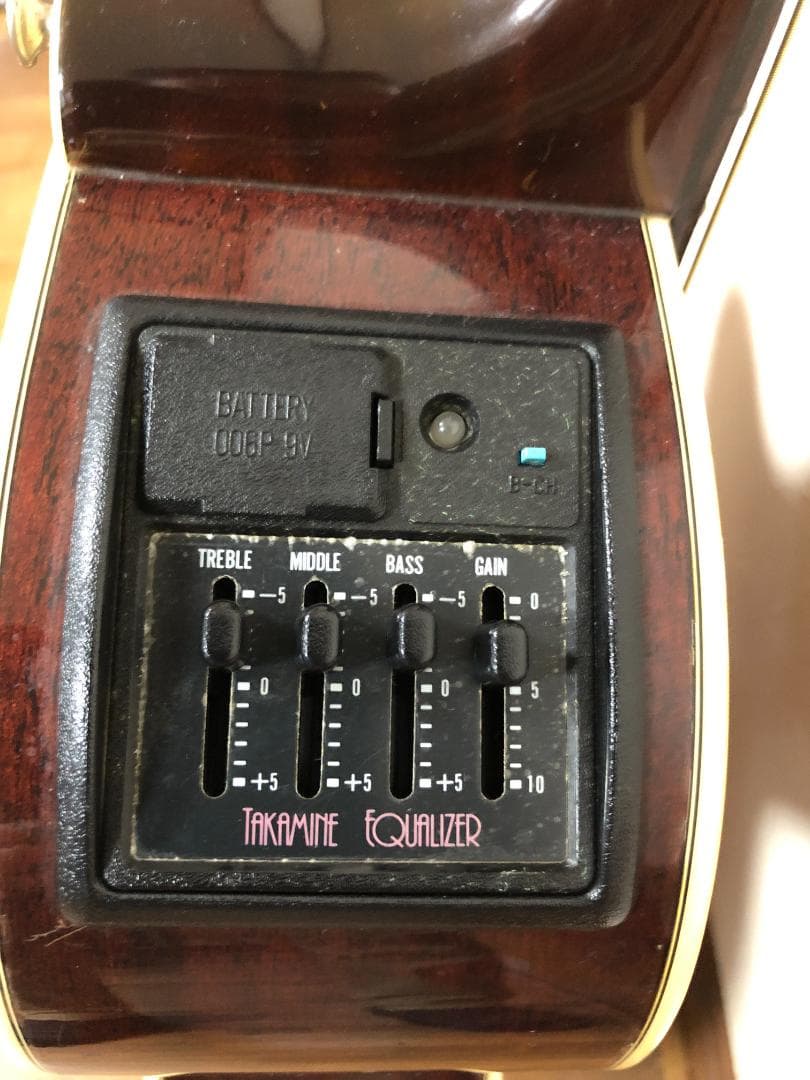 BATTERY
006P 9V
B-CH
TREBLE MIDDLE BASS GAIN
-5 -5 -5 0
0 0 0 5
+5 +5 +5 10
TAKAMINE EQUALIZER